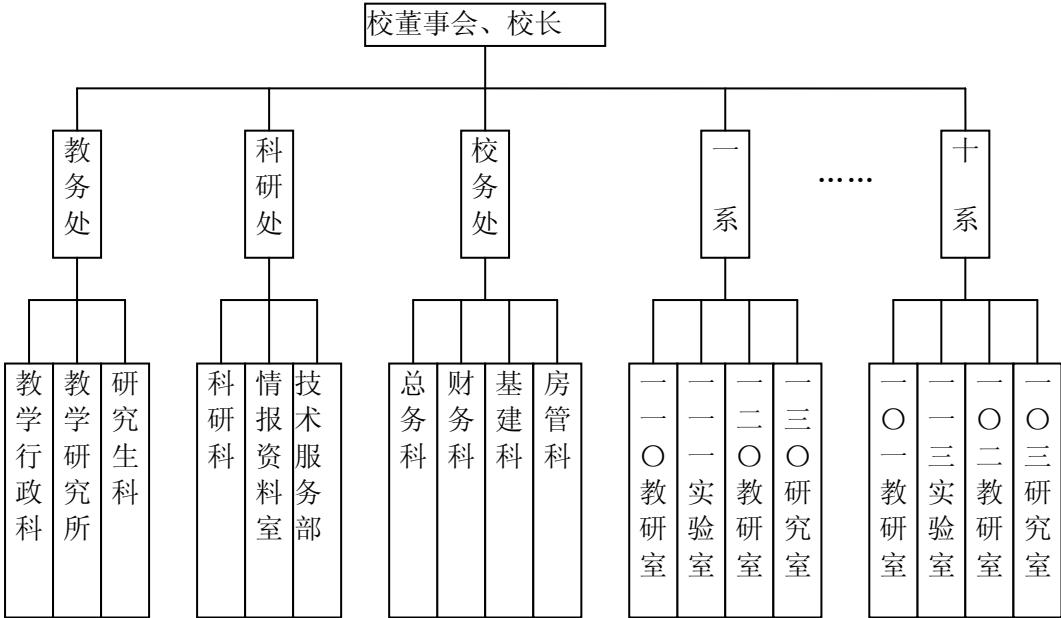 校董事会、校长
教务处
科研处
校务处
一系
……
十系
教学行政科
教学研究所
研究生科
科研科
情报资料室
技术服务部
总务科
财务科
基建科
房管科
一一〇教研室
一一一实验室
一二〇教研室
一三〇研究室
一〇一教研室
一一三实验室
一〇二教研室
一〇三研究室